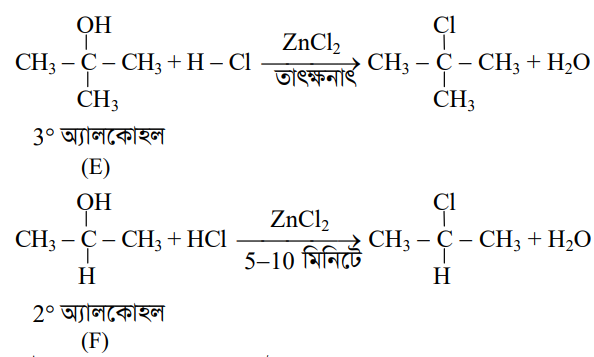 OH Cl
CH₃ – C – CH₃ + H – Cl ZnCl₂ তাৎক্ষনাৎ CH₃ – C – CH₃ + H₂O
CH₃ CH₃
3° অ্যালকোহল
(E)
OH Cl
CH₃ – C – CH₃ + HCl ZnCl₂ 5–10 মিনিটে CH₃ – C – CH₃ + H₂O
H H
2° অ্যালকোহল
(F)